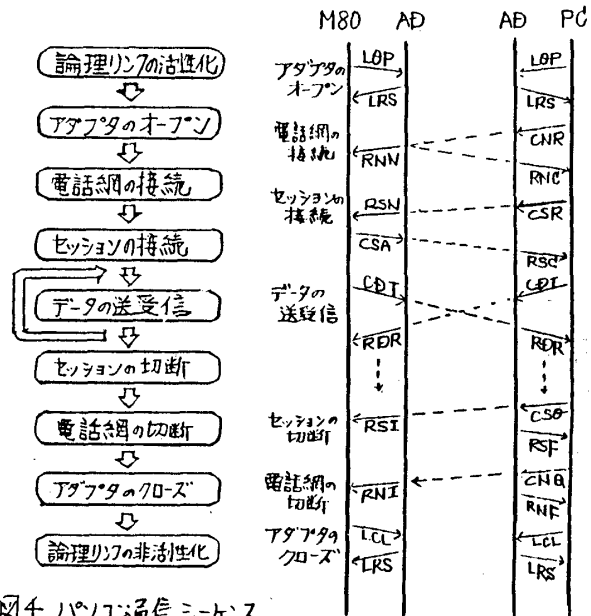 論理リンクの活性化
アダプタのオープン
電話網の接続
セッションの接続
データの送受信
セッションの切断
電話網の切断
アダプタのクローズ
論理リンクの非活性化
M80 AD AD PC
アダプタの
オープン
LOP LOP
LRS LRS
電話網の
接続
CNR
RNN
RNC
セッションの
接続
RSN CSR
CSA
RSC
データの
送受信
CDT CDT
RDR RDR
セッションの
切断
CSQ
RSI
RSF
電話網の
切断
CNQ
RNI
RNF
アダプタの
クローズ
LCL LCL
LRS LRS
図4 パソコン通信シーケンス